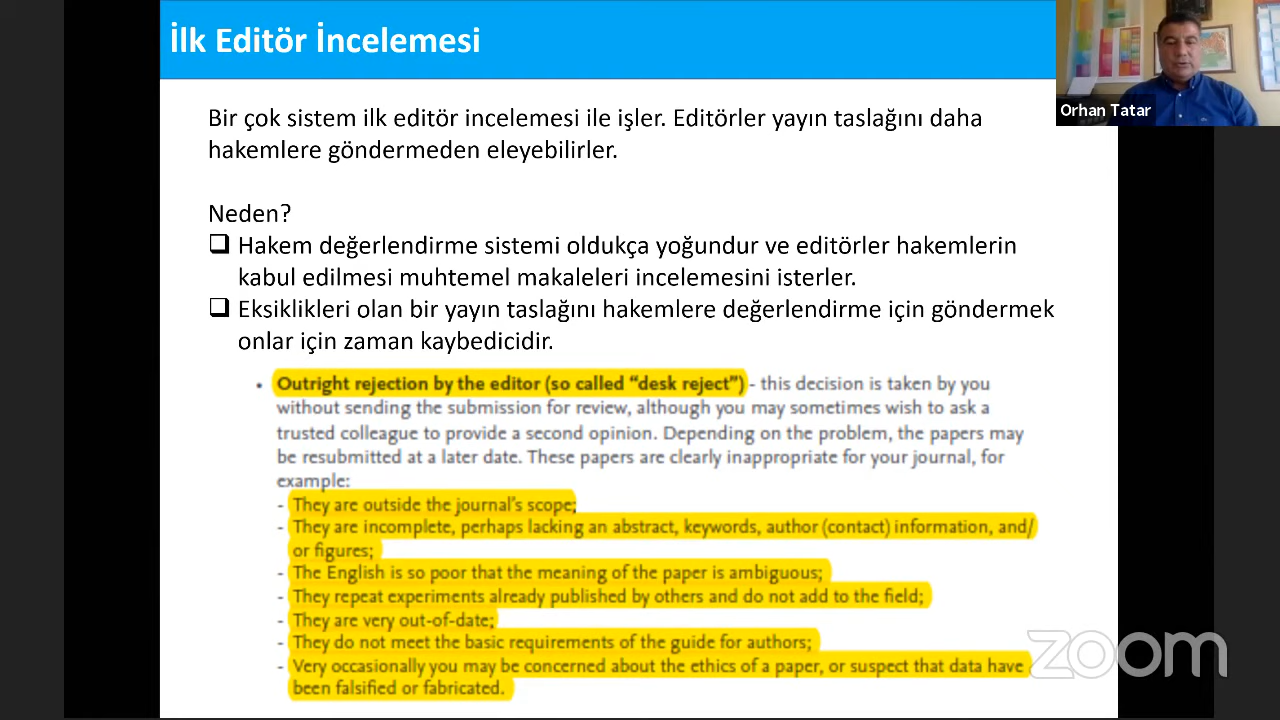 İlk Editör İncelemesi
Orhan Tatar
Bir çok sistem ilk editör incelemesi ile işler. Editörler yayın taslağını daha
hakemlere göndermeden eleyebilirler.
Neden?
❑ Hakem değerlendirme sistemi oldukça yoğundur ve editörler hakemlerin
kabul edilmesi muhtemel makaleleri incelemesini isterler.
❑ Eksiklikleri olan bir yayın taslağını hakemlere değerlendirme için göndermek
onlar için zaman kaybedicidir.
• Outright rejection by the editor (so called “desk reject”) - this decision is taken by you
without sending the submission for review, although you may sometimes wish to ask a
trusted colleague to provide a second opinion. Depending on the problem, the papers may
be resubmitted at a later date. These papers are clearly inappropriate for your journal, for
example:
- They are outside the journal’s scope;
- They are incomplete, perhaps lacking an abstract, keywords, author (contact) information, and/
or figures;
- The English is so poor that the meaning of the paper is ambiguous;
- They repeat experiments already published by others and do not add to the field;
- They are very out-of-date;
- They do not meet the basic requirements of the guide for authors;
- Very occasionally you may be concerned about the ethics of a paper, or suspect that data have
been falsified or fabricated.
zoom